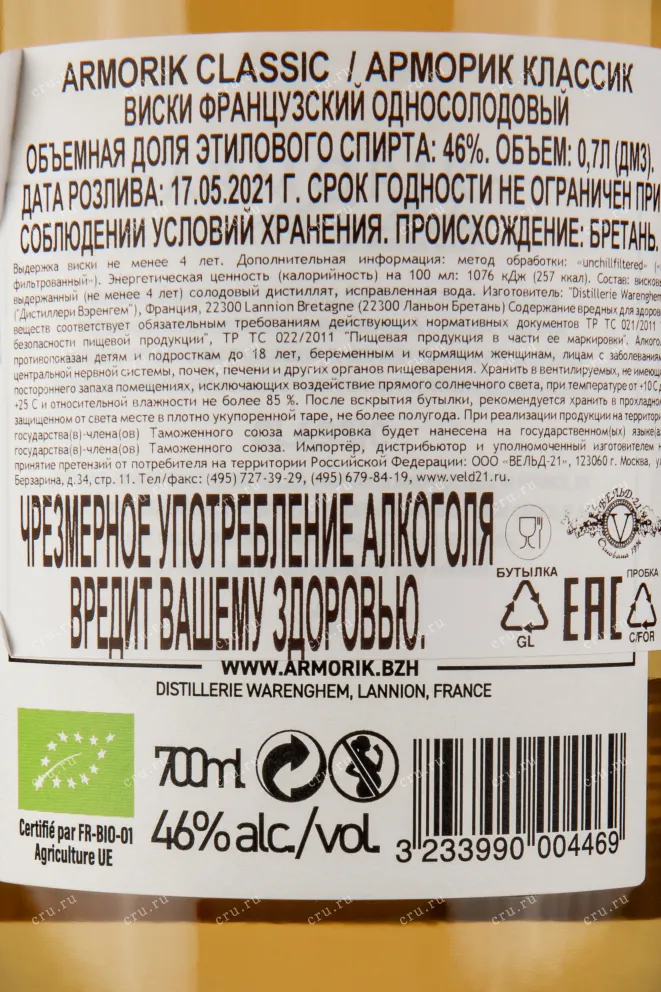 ARMORIK CLASSIC / АРМОРИК КЛАССИК
ВИСКИ ФРАНЦУЗСКИЙ ОДНОСОЛОДОВЫЙ
ОБЪЕМНАЯ ДОЛЯ ЭТИЛОВОГО СПИРТА: 46%. ОБЪЕМ: 0,7Л (ДМ3).
ДАТА РОЗЛИВА: 17.05.2021 Г. СРОК ГОДНОСТИ НЕ ОГРАНИЧЕН ПРИ
СОБЛЮДЕНИИ УСЛОВИЙ ХРАНЕНИЯ. ПРОИСХОЖДЕНИЕ: БРЕТАНЬ.
Выдержка виски не менее 4 лет. Дополнительная информация: метод обработки: «unchillfiltered»
фильтрованный»). Энергетическая ценность (калорийность) на 100 мл: 1076 кДж (257 ккал). Состав:
выдержанный (не менее 4 лет) солодовый дистиллят, исправленная вода. Изготовитель: "Distillerie Warenghem
("Дистиллери Вэренгем"), Франция, 22300 Lannion Bretagne (22300 Ланьон Бретань) Содержание вредных для
веществ соответствует обязательным требованиям действующих нормативных документов ТР ТС 021/2011
безопасности пищевой продукции", ТР ТС 022/2011 "Пищевая продукция в части ее маркировки".
противопоказан детям и подросткам до 18 лет, беременным и кормящим женщинам, лицам с
центральной нервной системы, почек, печени и других органов пищеварения. Хранить в вентилируемых, не
постороннего запаха помещениях, исключающих воздействие прямого солнечного света, при температуре от +10 С
+25 С и относительной влажности не более 85 %. После вскрытия бутылки, рекомендуется хранить в
защищенном от света месте в плотно укупоренной таре, не более полугода. При реализации продукции на
государства(в)-члена(ов) Таможенного союза маркировка будет нанесена на государственном(ых)
государства(в)-члена(ов) Таможенного союза. Импортёр, дистрибьютор и уполномоченный изготовителем
принятие претензий от потребителя на территории Российской Федерации: ООО «ВЕЛЬД-21», 123060 г. Москва,
Берзарина, д.34, стр. 11. Тел/факс: (495) 727-39-29, (495) 679-84-19, www.veld21.ru.
ЧРЕЗМЕРНОЕ УПОТРЕБЛЕНИЕ АЛКОГОЛЯ
ВРЕДИТ ВАШЕМУ ЗДОРОВЬЮ.
ВЕЛЬД-21
V
БУТЫЛКА
GL
EAC
ПРОБКА
C/FOR
WWW.ARMORIK.BZH
DISTILLERIE WARENGHEM, LANNION, FRANCE
Certifié par FR-BIO-01
Agriculture UE
700ml
46%alc./vol.
3 233990 004469
cru.ru